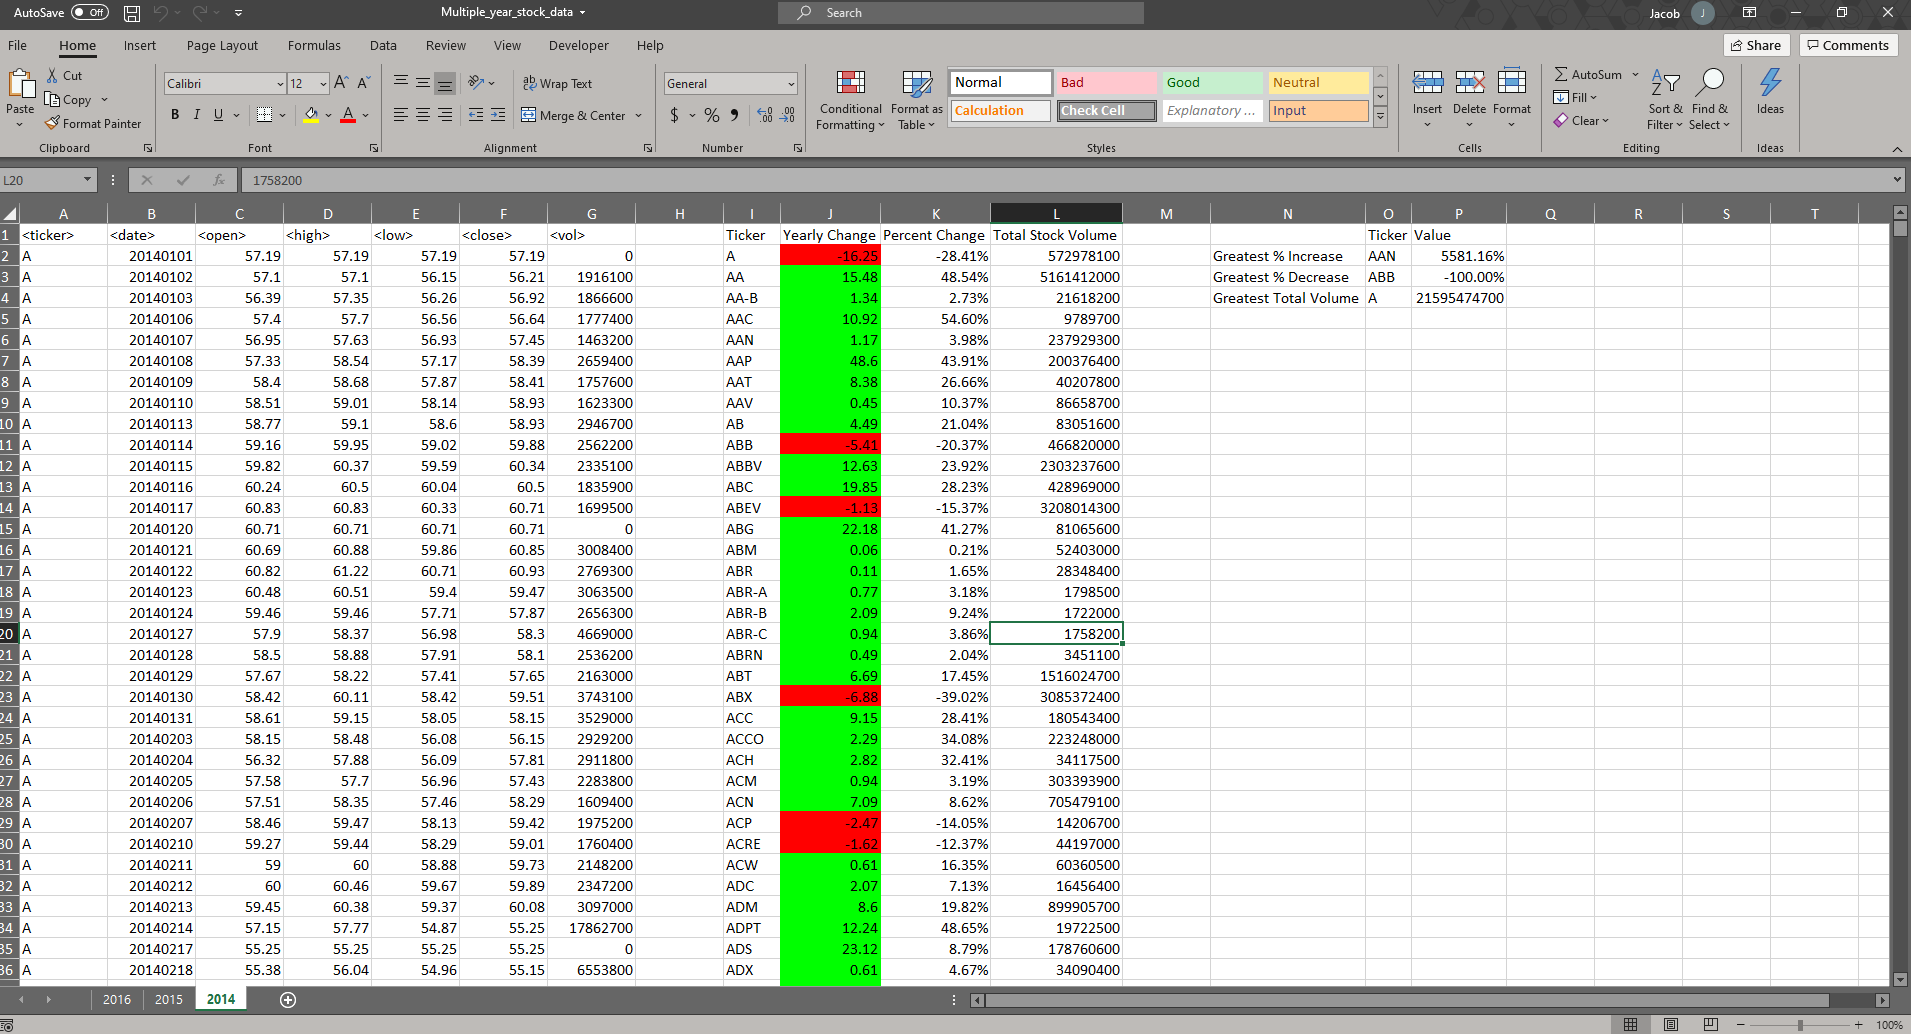 AutoSave Off Multiple_year_stock_data Search Jacob J
File Home Insert Page Layout Formulas Data Review View Developer Help Share Comments
Paste Cut Copy Format Painter Clipboard
Calibri 12 A A B I U A Font
ab Wrap Text Merge & Center Alignment
General $ % Number
Conditional Formatting Format as Table
Normal Bad Good Neutral
Calculation Check Cell Explanatory ... Input
Styles
Insert Delete Format Cells
AutoSum Fill Clear Sort & Filter Find & Select Editing
Ideas Ideas
L20 fx 1758200
A B C D E F G H I J K L M N O P Q R S T
1 <ticker> <date> <open> <high> <low> <close> <vol> Ticker Yearly Change Percent Change Total Stock Volume Ticker Value
2 A 20140101 57.19 57.19 57.19 57.19 0 A -16.25 -28.41% 572978100 Greatest % Increase AAN 5581.16%
3 A 20140102 57.1 57.1 56.15 56.21 1916100 AA 15.48 48.54% 5161412000 Greatest % Decrease ABB -100.00%
4 A 20140103 56.39 57.35 56.26 56.92 1866600 AA-B 1.34 2.73% 21618200 Greatest Total Volume A 21595474700
5 A 20140106 57.4 57.7 56.56 56.64 1777400 AAC 10.92 54.60% 9789700
6 A 20140107 56.95 57.63 56.93 57.45 1463200 AAN 1.17 3.98% 237929300
7 A 20140108 57.33 58.54 57.17 58.39 2659400 AAP 48.6 43.91% 200376400
8 A 20140109 58.4 58.68 57.87 58.41 1757600 AAT 8.38 26.66% 40207800
9 A 20140110 58.51 59.01 58.14 58.93 1623300 AAV 0.45 10.37% 86658700
10 A 20140113 58.77 59.1 58.6 58.93 2946700 AB 4.49 21.04% 83051600
11 A 20140114 59.16 59.95 59.02 59.88 2562200 ABB -5.41 -20.37% 466820000
12 A 20140115 59.82 60.37 59.59 60.34 2335100 ABBV 12.63 23.92% 2303237600
13 A 20140116 60.24 60.5 60.04 60.5 1835900 ABC 19.85 28.23% 428969000
14 A 20140117 60.83 60.83 60.33 60.71 1699500 ABEV -1.13 -15.37% 3208014300
15 A 20140120 60.71 60.71 60.71 60.71 0 ABG 22.18 41.27% 81065600
16 A 20140121 60.69 60.88 59.86 60.85 3008400 ABM 0.06 0.21% 52403000
17 A 20140122 60.82 61.22 60.71 60.93 2769300 ABR 0.11 1.65% 28348400
18 A 20140123 60.48 60.51 59.4 59.47 3063500 ABR-A 0.77 3.18% 1798500
19 A 20140124 59.46 59.46 57.71 57.87 2656300 ABR-B 2.09 9.24% 1722000
20 A 20140127 57.9 58.37 56.98 58.3 4669000 ABR-C 0.94 3.86% 1758200
21 A 20140128 58.5 58.88 57.91 58.1 2536200 ABRN 0.49 2.04% 3451100
22 A 20140129 57.67 58.22 57.41 57.65 2163000 ABT 6.69 17.45% 1516024700
23 A 20140130 58.42 60.11 58.42 59.51 3743100 ABX -6.88 -39.02% 3085372400
24 A 20140131 58.61 59.15 58.05 58.15 3529000 ACC 9.15 28.41% 180543400
25 A 20140203 58.15 58.48 56.08 56.15 2929200 ACCO 2.29 34.08% 223248000
26 A 20140204 56.32 57.88 56.09 57.81 2911800 ACH 2.82 32.41% 34117500
27 A 20140205 57.58 57.7 56.96 57.43 2283800 ACM 0.94 3.19% 303393900
28 A 20140206 57.51 58.35 57.46 58.29 1609400 ACN 7.09 8.62% 705479100
29 A 20140207 58.46 59.47 58.13 59.42 1975200 ACP -2.47 -14.05% 14206700
30 A 20140210 59.27 59.44 58.29 59.01 1760400 ACRE -1.62 -12.37% 44197000
31 A 20140211 59 60 58.88 59.73 2148200 ACW 0.61 16.35% 60360500
32 A 20140212 60 60.46 59.67 59.89 2347200 ADC 2.07 7.13% 16456400
33 A 20140213 59.45 60.38 59.37 60.08 3097000 ADM 8.6 19.82% 899905700
34 A 20140214 57.15 57.77 54.87 55.25 17862700 ADPT 12.24 48.65% 19722500
35 A 20140217 55.25 55.25 55.25 55.25 0 ADS 23.12 8.79% 178760600
36 A 20140218 55.38 56.04 54.96 55.15 6553800 ADX 0.61 4.67% 34090400
2016 2015 2014
100%